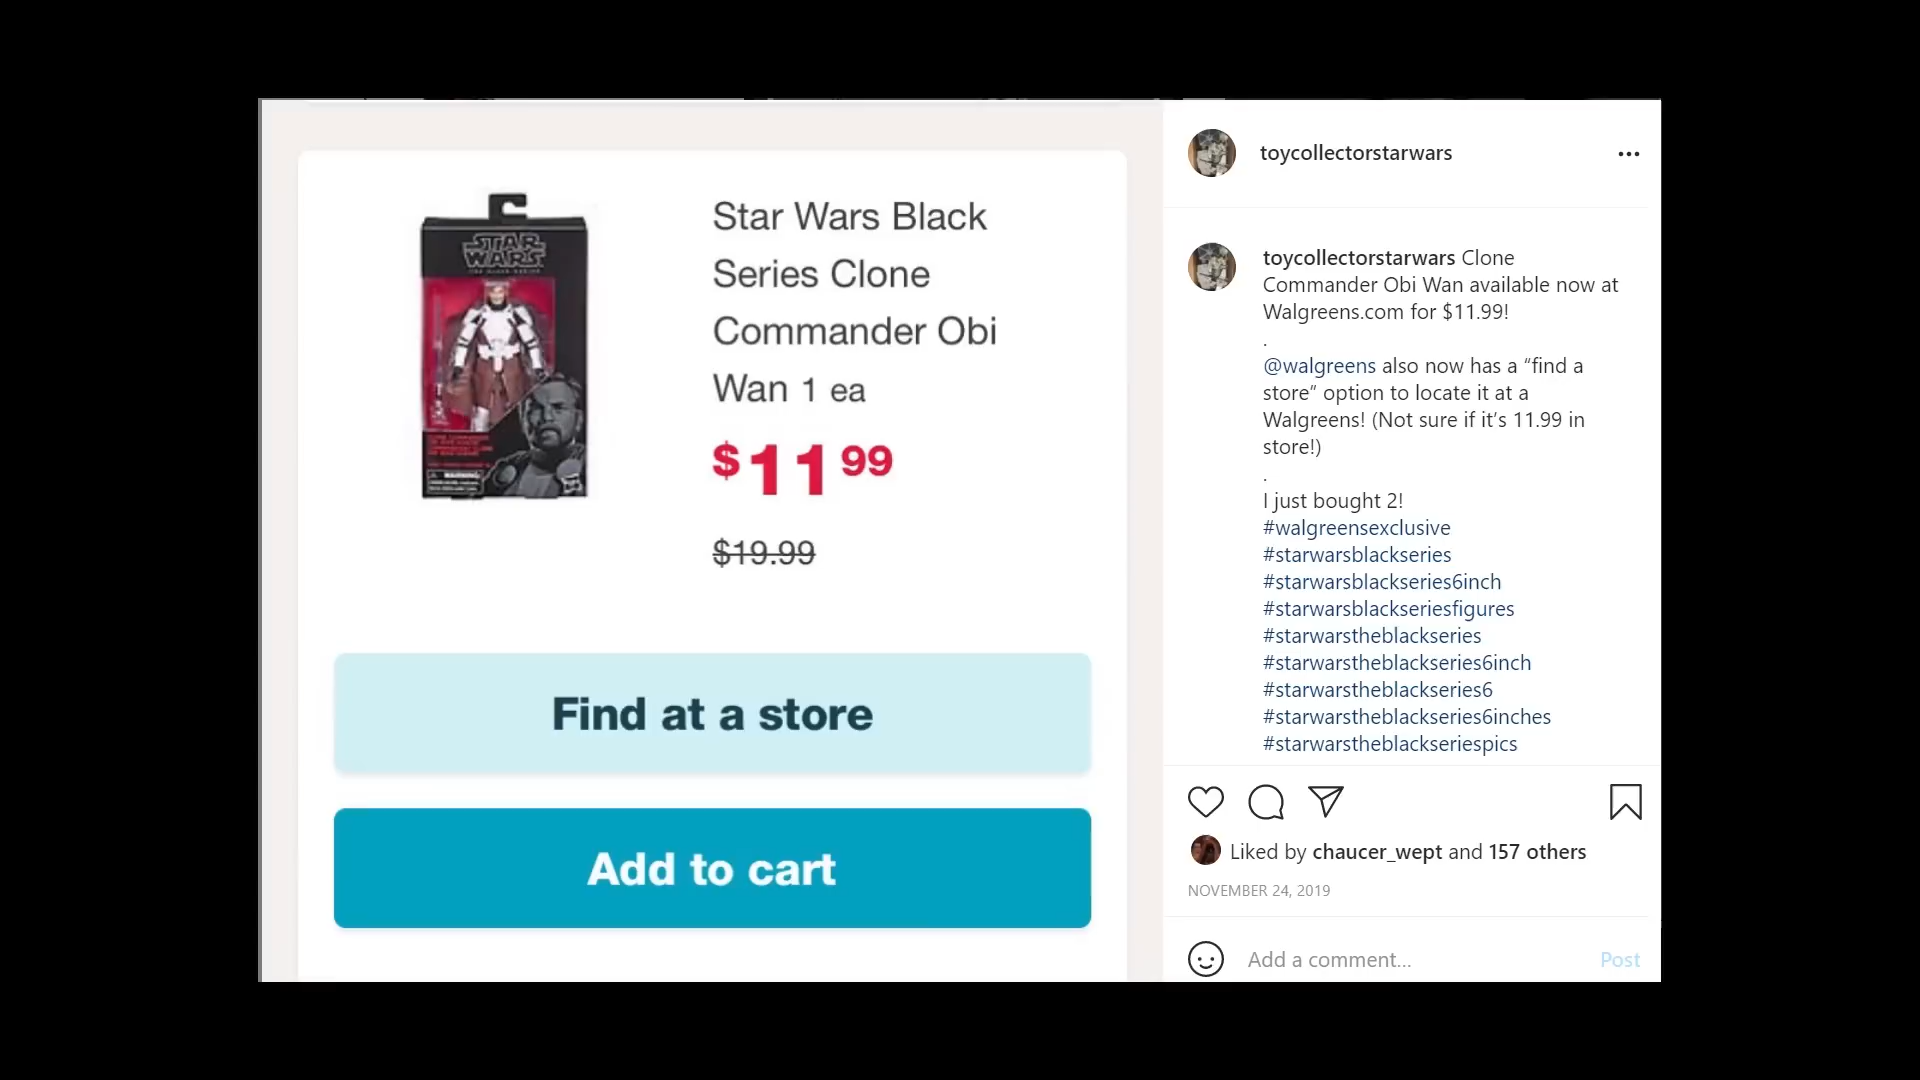 STAR
WARS
Star Wars Black
Series Clone
Commander Obi
Wan 1 ea
$11 99
$19.99
Find at a store
Add to cart
toycollectorstarwars
toycollectorstarwars Clone
Commander Obi Wan available now at
Walgreens.com for $11.99!
.
@walgreens also now has a “find a
store“ option to locate it at a
Walgreens! (Not sure if it’s 11.99 in
store!)
.
I just bought 2!
#walgreensexclusive
#starwarsblackseries
#starwarsblackseries6inch
#starwarsblackseriesfigures
#starwarstheblackseries
#starwarstheblackseries6inch
#starwarstheblackseries6
#starwarstheblackseries6inches
#starwarstheblackseriespics
Liked by chaucer_wept and 157 others
NOVEMBER 24, 2019
Add a comment...
Post